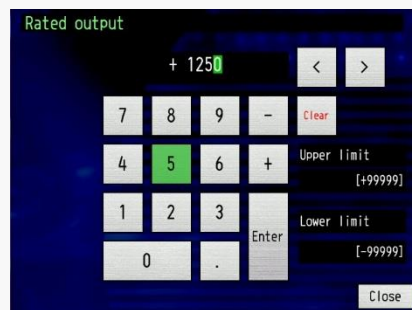 Rated output
+ 1250
< >
7 8 9 - Clear
4 5 6 + Upper limit
[+99999]
1 2 3 Enter Lower limit
0 . [-99999]
Close